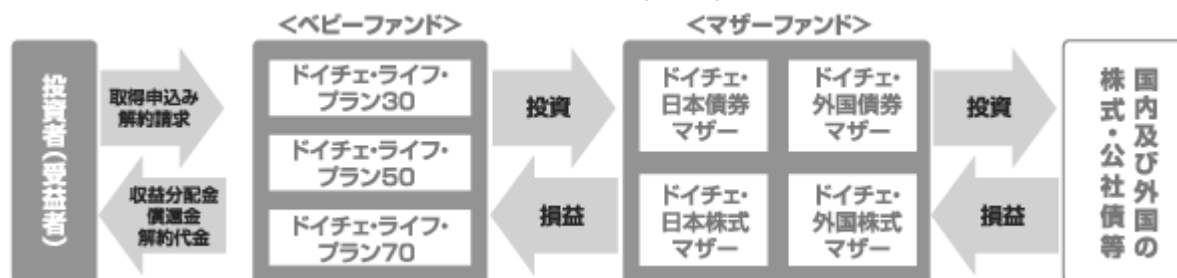 <ベビーファンド>
<マザーファンド>
投資者(受益者)
取得申込み
解約請求
収益分配金
償還金
解約代金
ドイチェ・ライフ・
プラン30
ドイチェ・ライフ・
プラン50
ドイチェ・ライフ・
プラン70
投資
損益
ドイチェ・
日本債券
マザー
ドイチェ・
外国債券
マザー
ドイチェ・
日本株式
マザー
ドイチェ・
外国株式
マザー
投資
損益
国内及び外国の
株式・公社債等